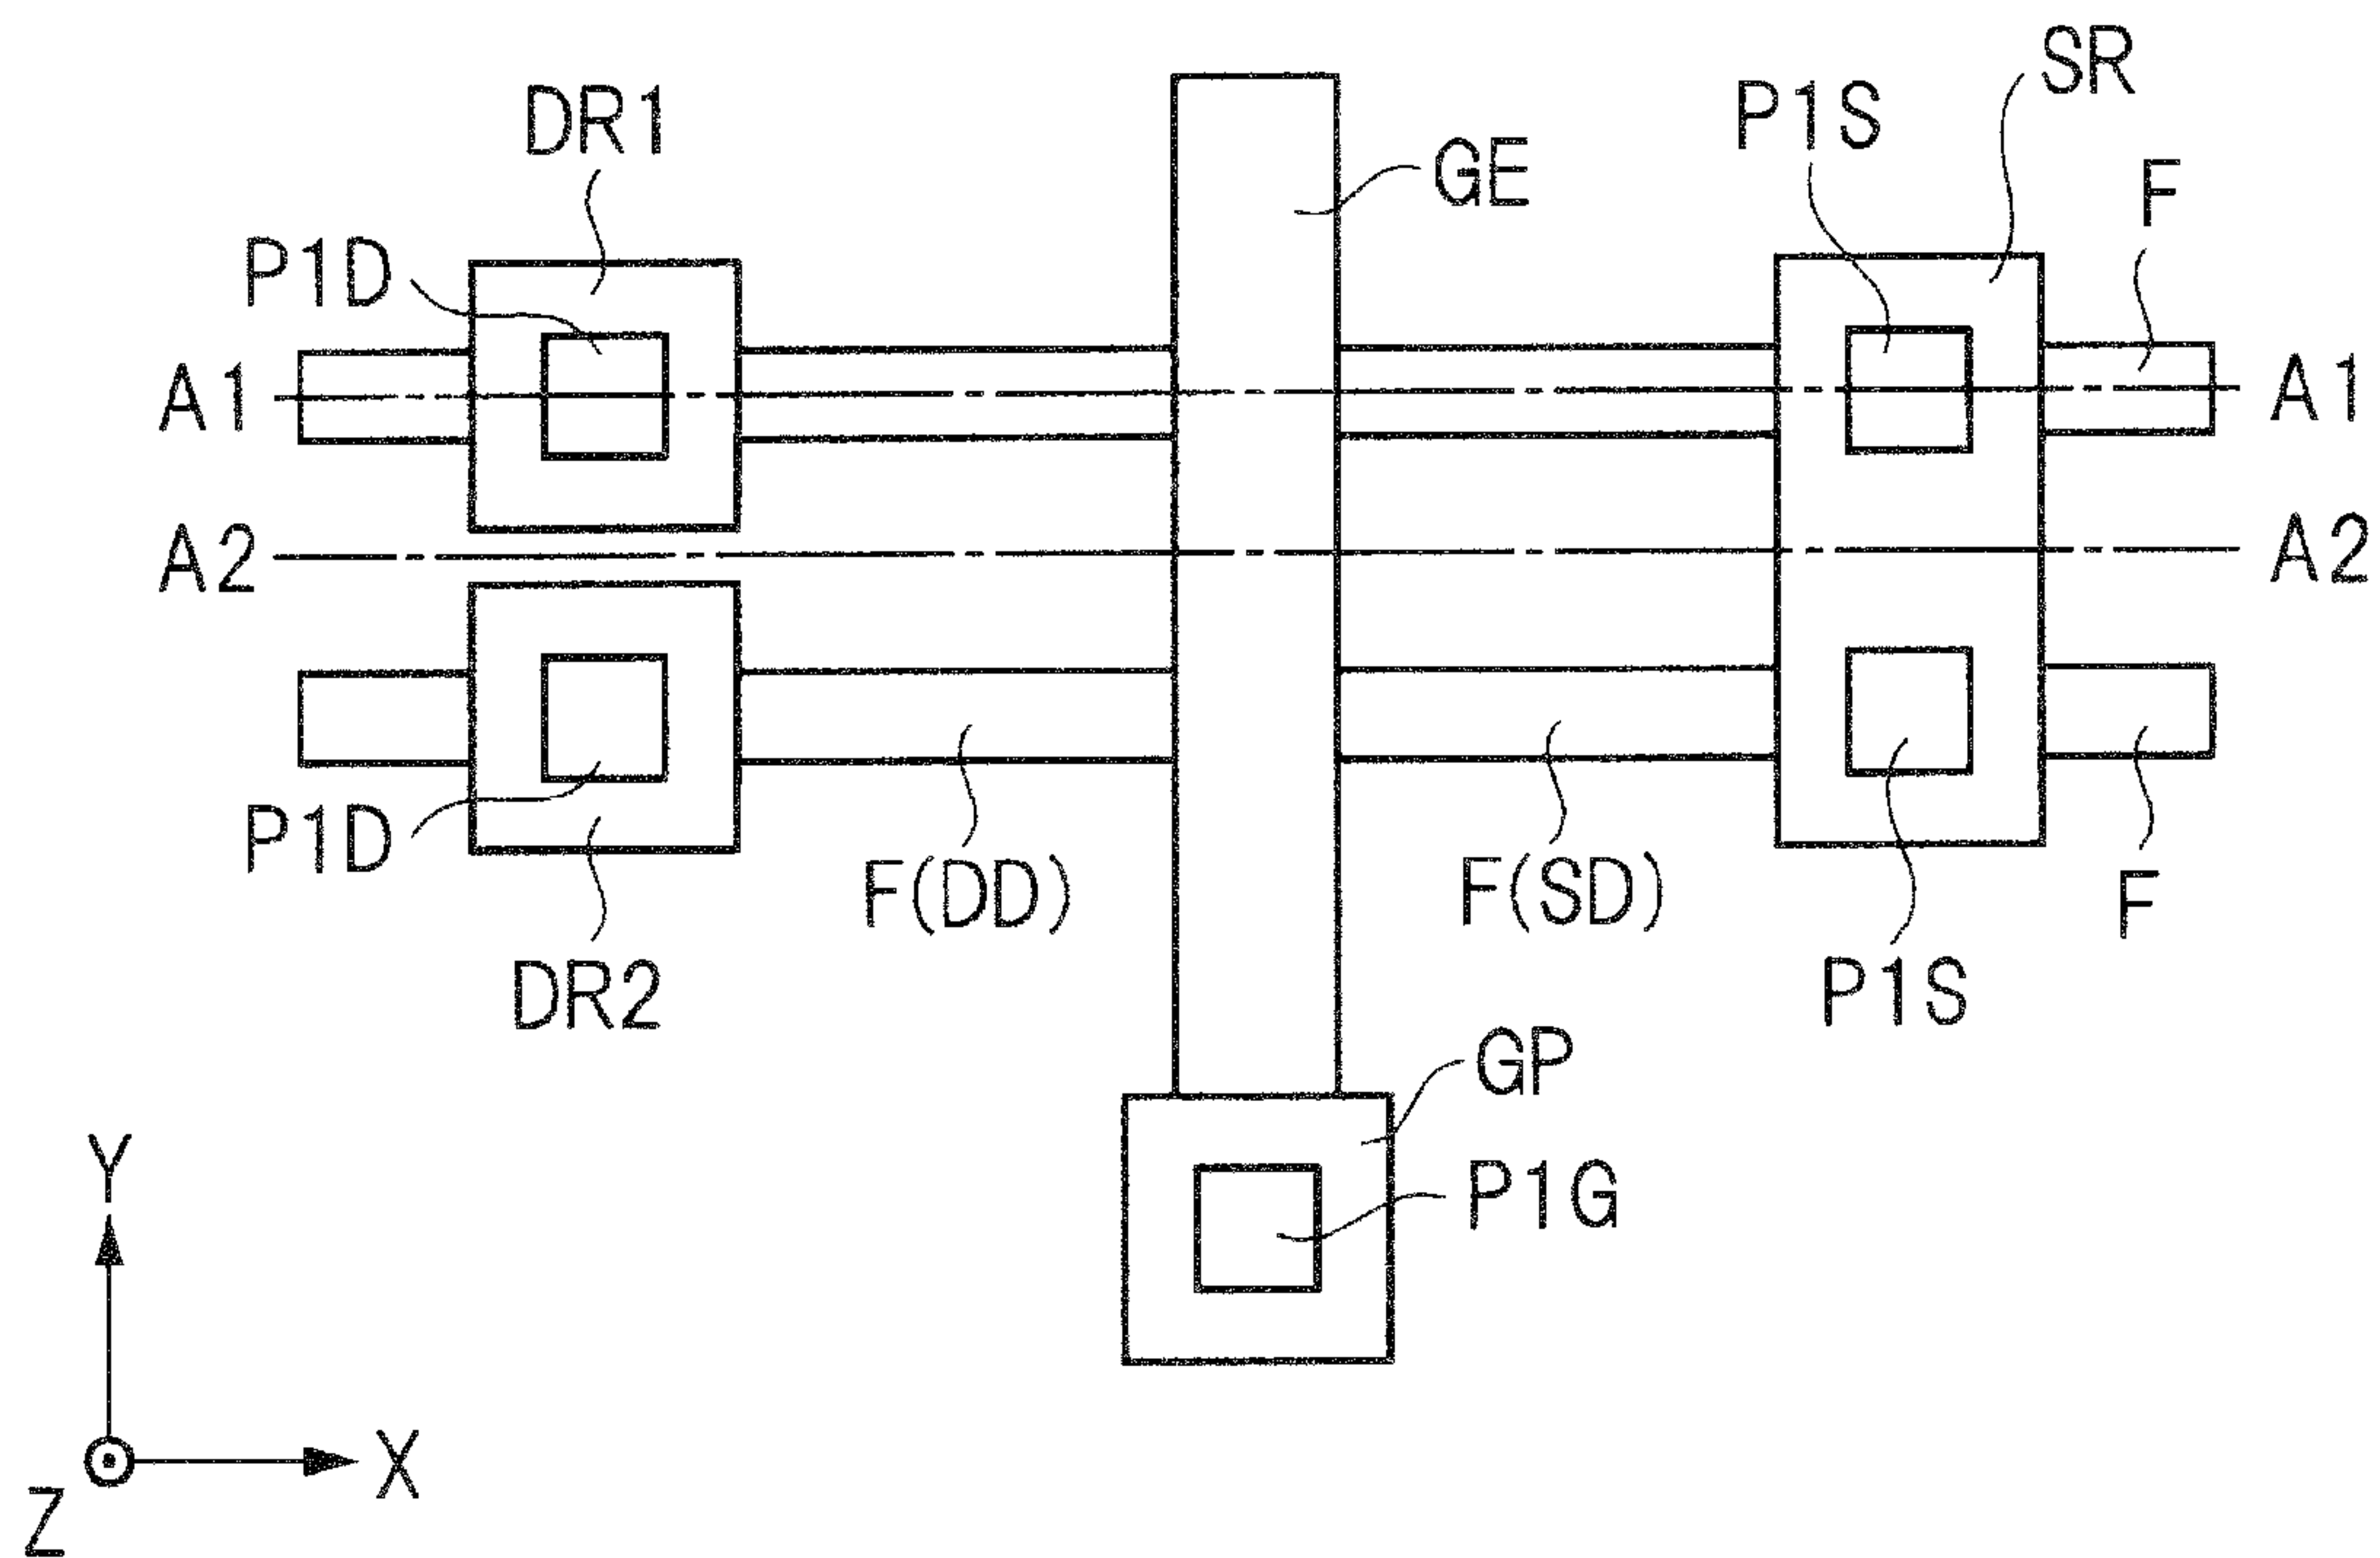 SR
P1S
DR1
GE
F
P1D
A1
A1
A2
A2
P1D
F(DD)
F(SD)
F
DR2
P1S
GP
Y
P1G
X
Z